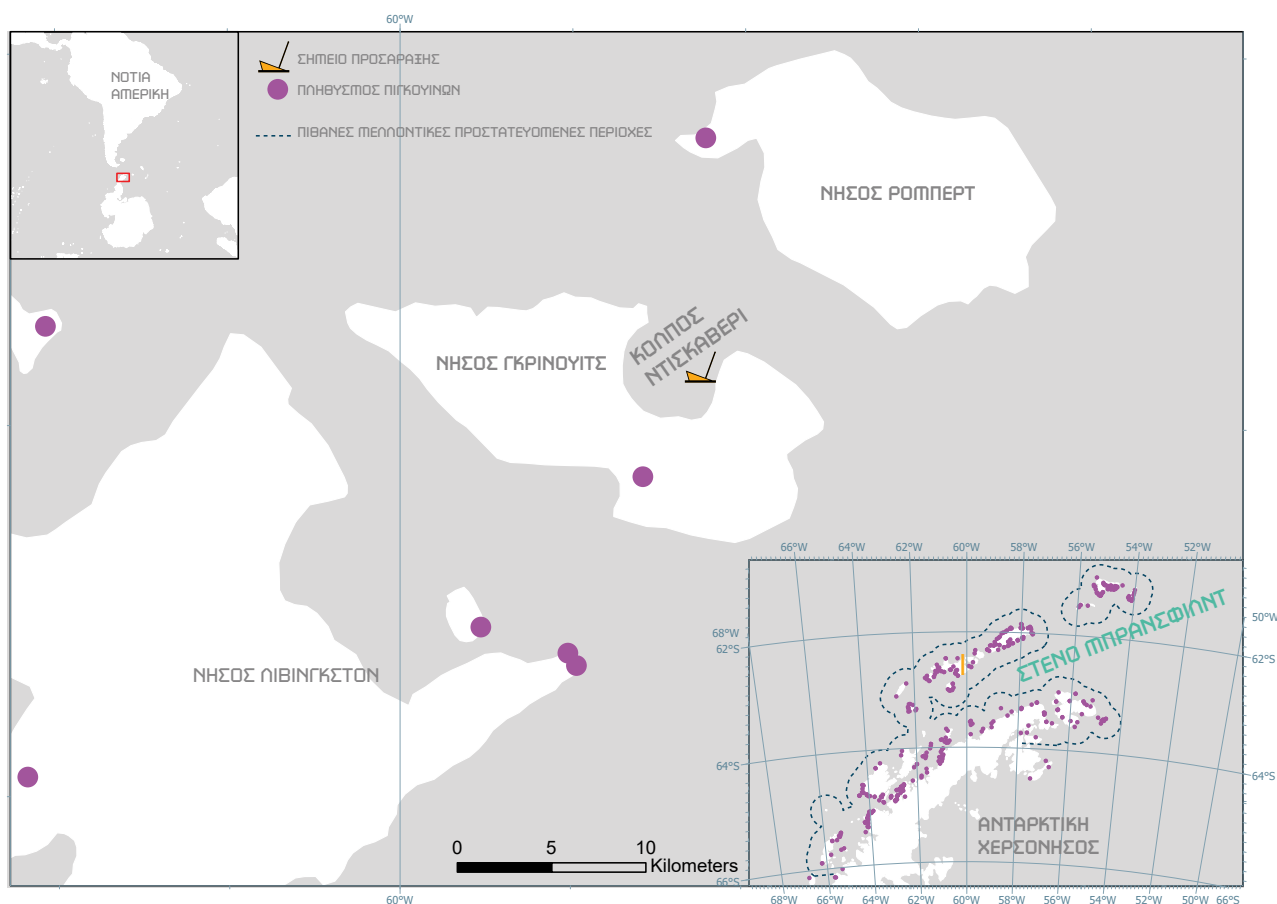 60°W
ΝΟΤΙΑ
ΑΜΕΡΙΚΗ
ΣΗΜΕΙΟ ΠΡΟΣΑΡΑΞΗΣ
ΠΛΗΘΥΣΜΟΣ ΠΙΓΚΟΥΙΝΩΝ
ΠΙΘΑΝΕΣ ΜΕΛΛΟΝΤΙΚΕΣ ΠΡΟΣΤΑΤΕΥΟΜΕΝΕΣ ΠΕΡΙΟΧΕΣ
ΝΗΣΟΣ ΡΟΜΠΕΡΤ
ΚΟΛΠΟΣ
ΝΤΙΣΚΑΒΕΡΙ
ΝΗΣΟΣ ΓΚΡΙΝΟΥΙΤΣ
ΝΗΣΟΣ ΛΙΒΙΝΓΚΣΤΟΝ
66°W 64°W 62°W 60°W 58°W 56°W 54°W 52°W
50°W
68°W
62°S
62°S
ΣΤΕΝΟ ΜΠΡΑΝΣΦΙΛΝΤ
64°S
64°S
ΑΝΤΑΡΚΤΙΚΗ
ΧΕΡΣΟΝΗΣΟΣ
66°S
0 5 10
Kilometers
60°W
68°W 66°W 64°W 62°W 60°W 58°W 56°W 54°W 52°W 50°W 66°S